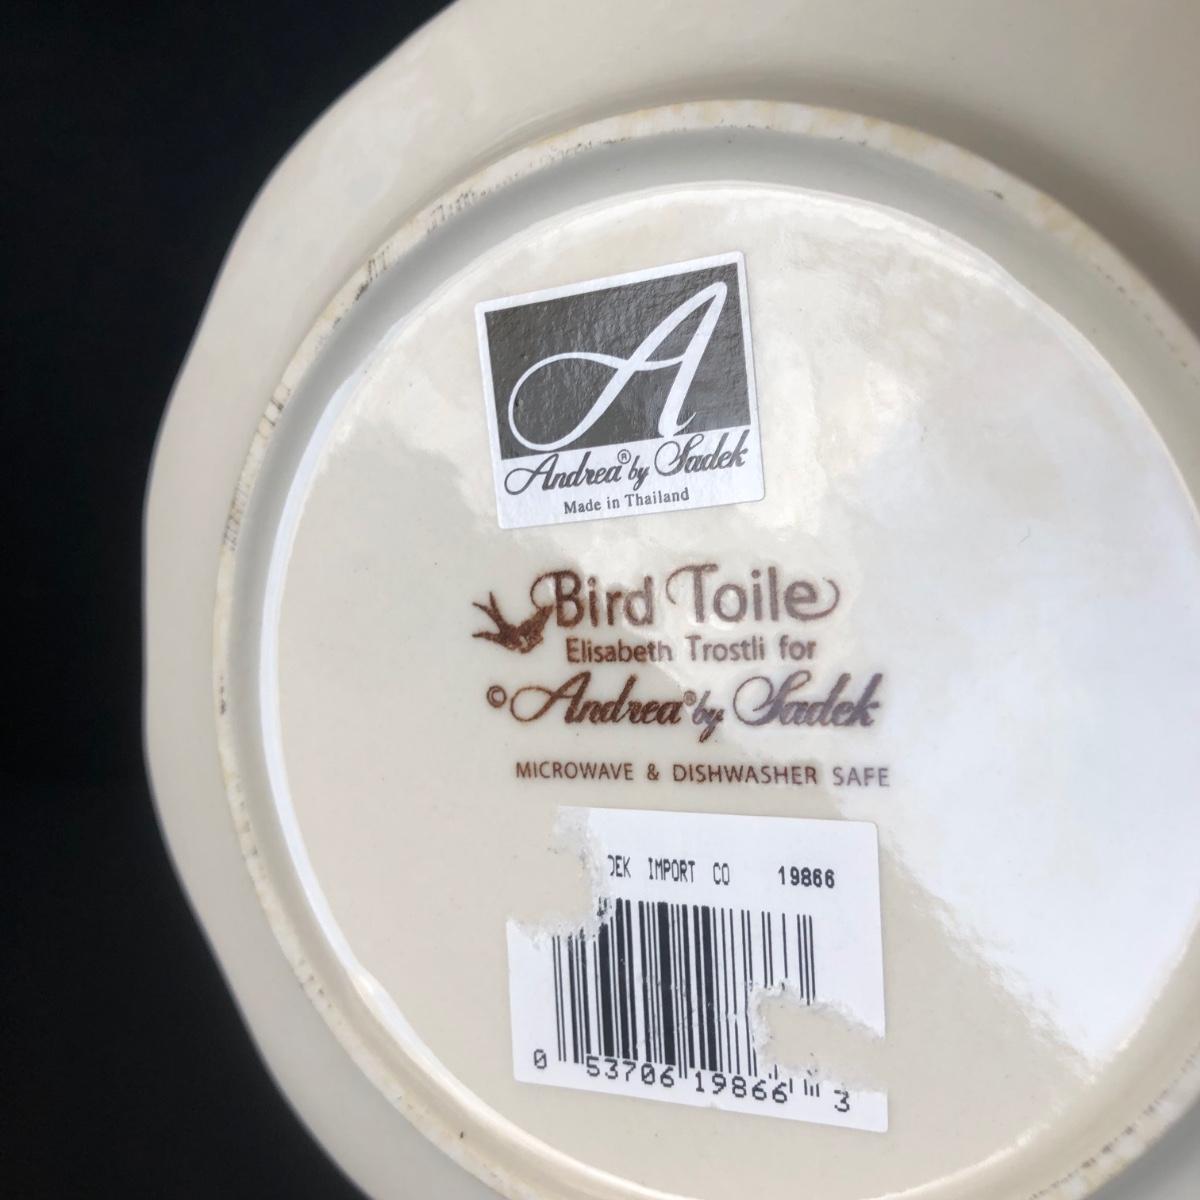 A
Andrea® by Sadek
Made in Thailand
Bird Toile
Elisabeth Trostli for
© Andrea® by Sadek
MICROWAVE & DISHWASHER SAFE
DEK IMPORT CO 19866
0 53706 19866 3